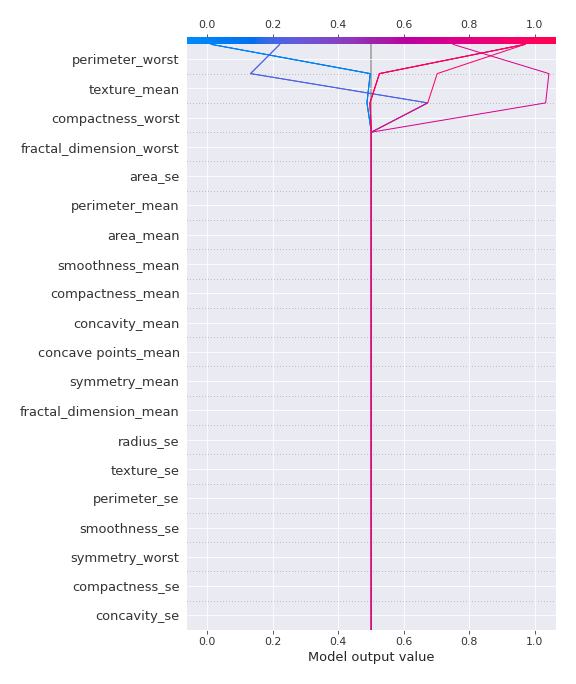 0.0 0.2 0.4 0.6 0.8 1.0
perimeter_worst
texture_mean
compactness_worst
fractal_dimension_worst
area_se
perimeter_mean
area_mean
smoothness_mean
compactness_mean
concavity_mean
concave points_mean
symmetry_mean
fractal_dimension_mean
radius_se
texture_se
perimeter_se
smoothness_se
symmetry_worst
compactness_se
concavity_se
0.0 0.2 0.4 0.6 0.8 1.0
Model output value